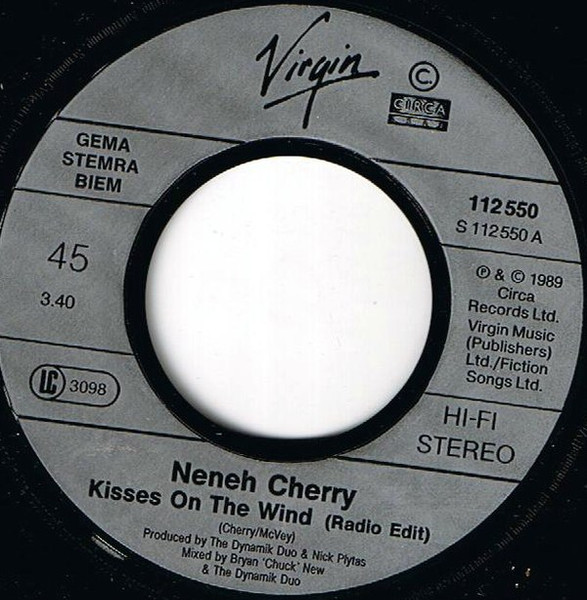 Virgin
C.
CIRCA
GEMA
STEMRA
BIEM
45
3.40
LC 3098
112 550
S 112 550 A
℗ & © 1989
Circa
Records Ltd.
Virgin Music
(Publishers)
Ltd./Fiction
Songs Ltd.
HI-FI
STEREO
Neneh Cherry
Kisses On The Wind (Radio Edit)
(Cherry/McVey)
Produced by The Dynamik Duo & Nick Plytas
Mixed by Bryan 'Chuck' New
& The Dynamik Duo